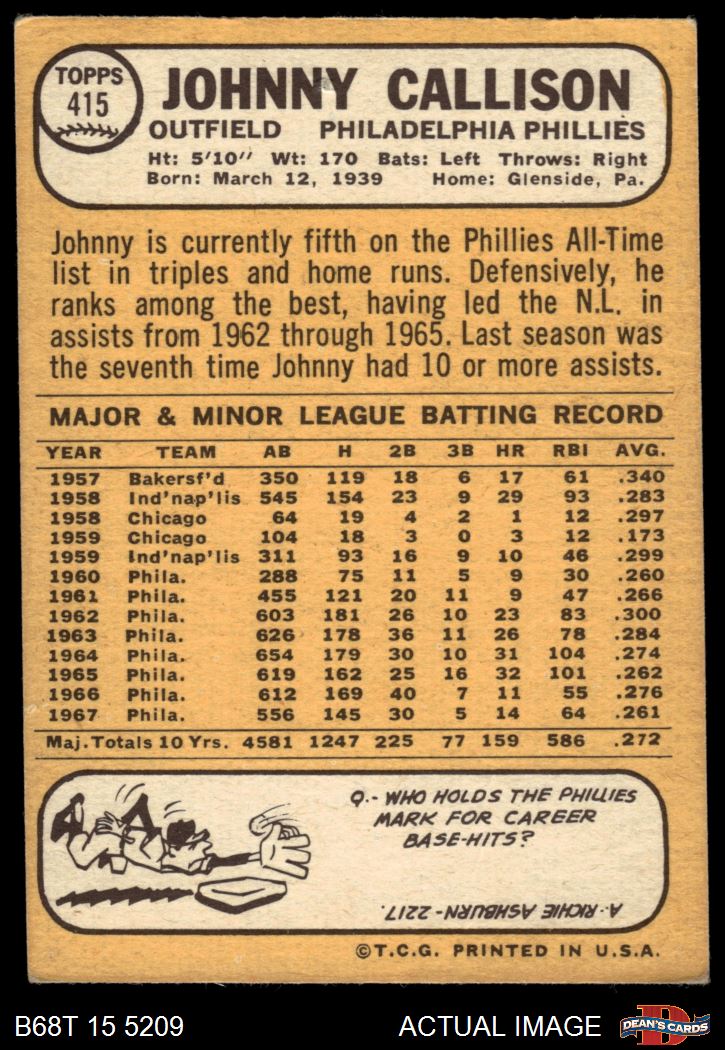 TOPPS
415
JOHNNY CALLISON
OUTFIELD PHILADELPHIA PHILLIES
Ht: 5'10" Wt: 170 Bats: Left Throws: Right
Born: March 12, 1939 Home: Glenside, Pa.
Johnny is currently fifth on the Phillies All-Time
list in triples and home runs. Defensively, he
ranks among the best, having led the N.L. in
assists from 1962 through 1965. Last season was
the seventh time Johnny had 10 or more assists.
MAJOR & MINOR LEAGUE BATTING RECORD
YEAR TEAM AB H 2B 3B HR RBI AVG.
1957 Bakersf'd 350 119 18 6 17 61 .340
1958 Ind'nap'lis 545 154 23 9 29 93 .283
1958 Chicago 64 19 4 2 1 12 .297
1959 Chicago 104 18 3 0 3 12 .173
1959 Ind'nap'lis 311 93 16 9 10 46 .299
1960 Phila. 288 75 11 5 9 30 .260
1961 Phila. 455 121 20 11 9 47 .266
1962 Phila. 603 181 26 10 23 83 .300
1963 Phila. 626 178 36 11 26 78 .284
1964 Phila. 654 179 30 10 31 104 .274
1965 Phila. 619 162 25 16 32 101 .262
1966 Phila. 612 169 40 7 11 55 .276
1967 Phila. 556 145 30 5 14 64 .261
Maj. Totals 10 Yrs. 4581 1247 225 77 159 586 .272
Q.- WHO HOLDS THE PHILLIES
MARK FOR CAREER
BASE-HITS?
A. RICHIE ASHBURN - 2217.
©T.C.G. PRINTED IN U.S.A.
B68T 15 5209 ACTUAL IMAGE
D
DEAN'S CARDS